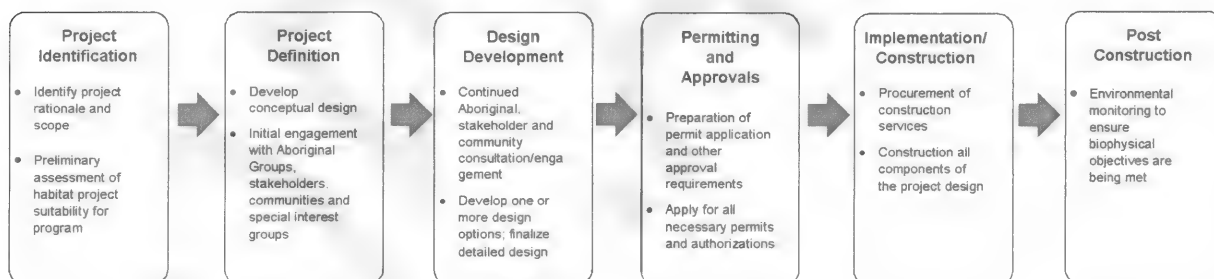 Project
Identification
• Identify project
rationale and
scope
• Preliminary
assessment of
habitat project
suitability for
program
Project
Definition
• Develop
conceptual design
• Initial engagement
with Aboriginal
Groups,
stakeholders.
communities and
special interest
groups
Design
Development
• Continued
Aboriginal,
stakeholder and
community
consultation/enga
gement
• Develop one or
more design
options; finalize
detailed design
Permitting
and
Approvals
• Preparation of
permit application
and other
approval
requirements
• Apply for all
necessary permits
and authorizations
Implementation/
Construction
• Procurement of
construction
services
• Construction all
components
of the project design
Post
Construction
• Environmental
monitoring to
ensure
biophysical
objectives are
being met